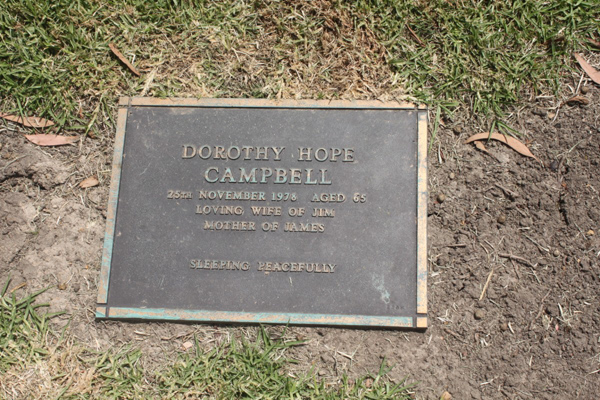 DOROTHY HOPE
CAMPBELL
25TH NOVEMBER 1978 AGED 65
LOVING WIFE OF JIM
MOTHER OF JAMES
SLEEPING PEACEFULLY